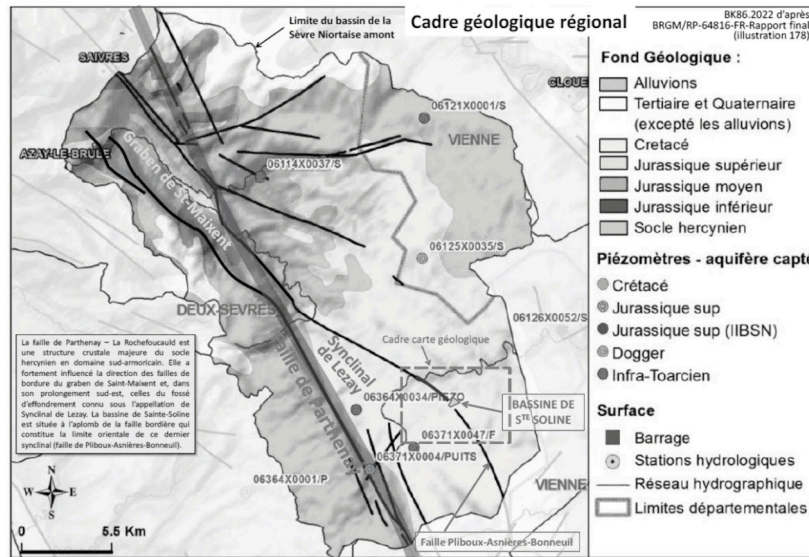 Cadre géologique régional
BK86.2022 d'après
BRGM/RP-64816-FR-Rapport final
(illustration 178)
Limite du bassin de la
Sèvre Niortaise amont
SAIVRES
CLOUE
06121X0001/S
VIENNE
AZAY-LE-BRULE
06114X0037/S
Graben de St-Maixent
06125X0035/S
DEUX-SEVRES
06126X0052/S
Cadre carte géologique
Synclinal
de Lezay
Faille de Parthenay
06364X0034/PIEZO
BASSINE DE
STE SOLINE
06371X0047/F
06371X0004/PUITS
06364X0001/P
VIENNE
Faille Pliboux-Asnières-Bonneuil
La faille de Parthenay – La Rochefoucauld est
une structure crustale majeure du socle
hercynien en domaine sud-armoricain. Elle a
fortement influencé la direction des failles de
bordure du graben de Saint-Maixent et, dans
son prolongement sud-est, celles du fossé
d'effondrement connu sous l'appellation de
Synclinal de Lezay. La bassine de Sainte-Soline
est située à l'aplomb de la faille bordière qui
constitue la limite orientale de ce dernier
synclinal (faille de Pliboux-Asnières-Bonneuil).
N
W E
S
0 5.5 Km
Fond Géologique :
Alluvions
Tertiaire et Quaternaire
(excepté les alluvions)
Cretacé
Jurassique supérieur
Jurassique moyen
Jurassique inférieur
Socle hercynien
Piézomètres - aquifère capté
Crétacé
Jurassique sup
Jurassique sup (IIBSN)
Dogger
Infra-Toarcien
Surface
Barrage
Stations hydrologiques
Réseau hydrographique
Limites départementales